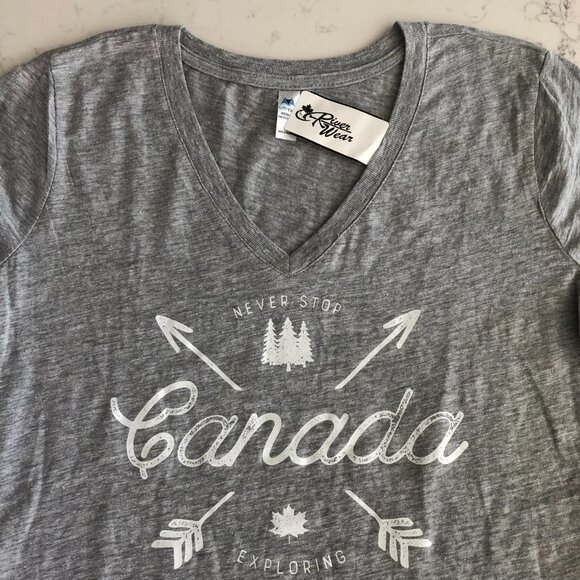 River
Wear
NEVER STOP
Canada
EXPLORING